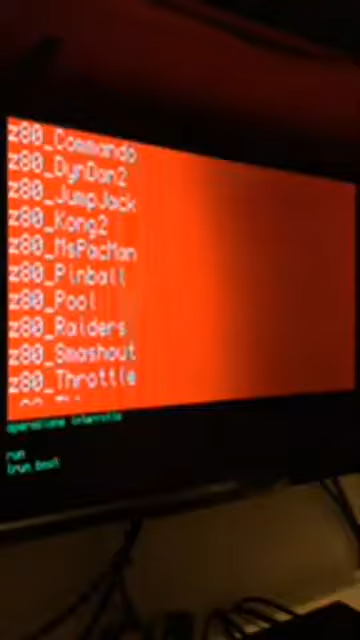 z80_Commando
z80_DynDan2
z80_JumpJack
z80_Kong2
z80_MsPacMan
z80_Pinball
z80_Pool
z80_Raiders
z80_Smashout
z80_Throttle
run